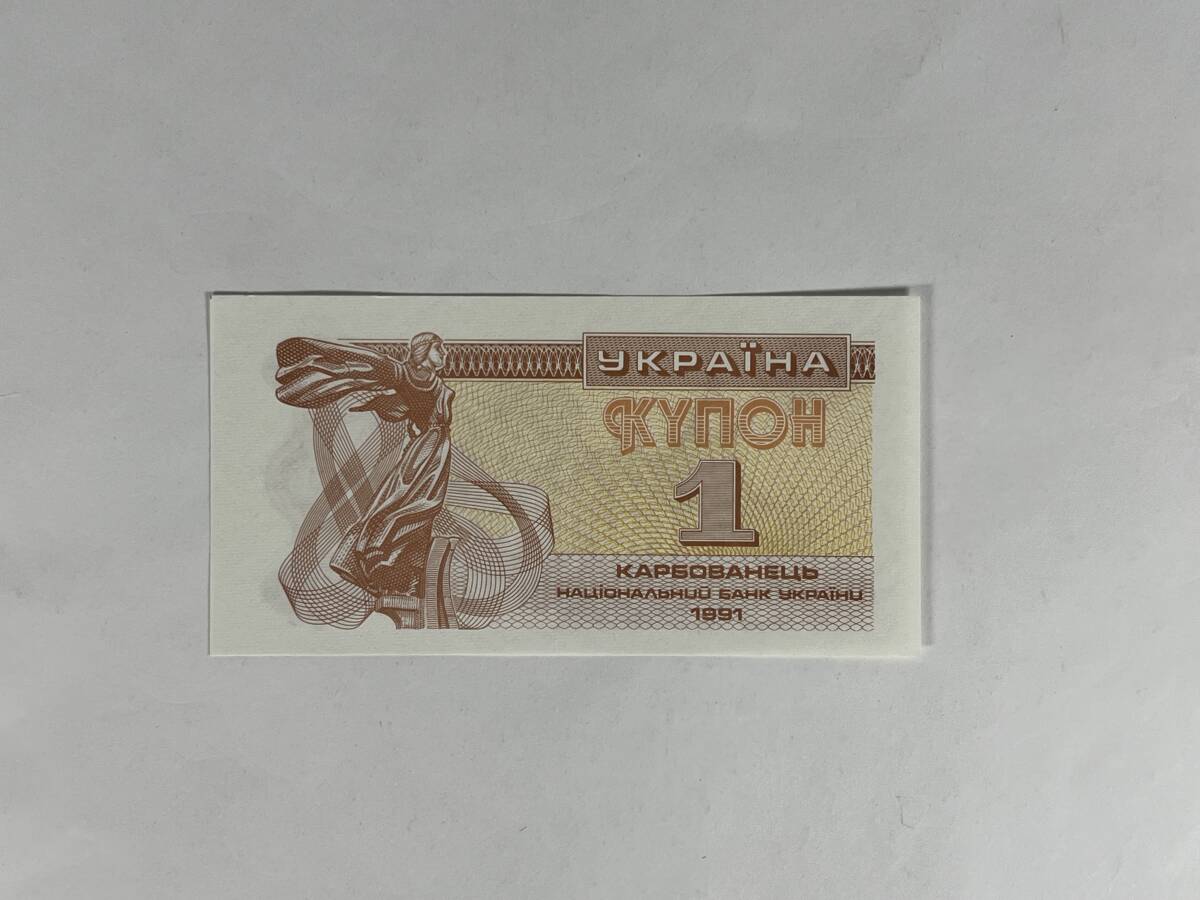 УКРАЇНА
КУПОН
1
КАРБОВАНЕЦЬ
НАЦІОНАЛЬНИЙ БАНК УКРАЇНИ
1991